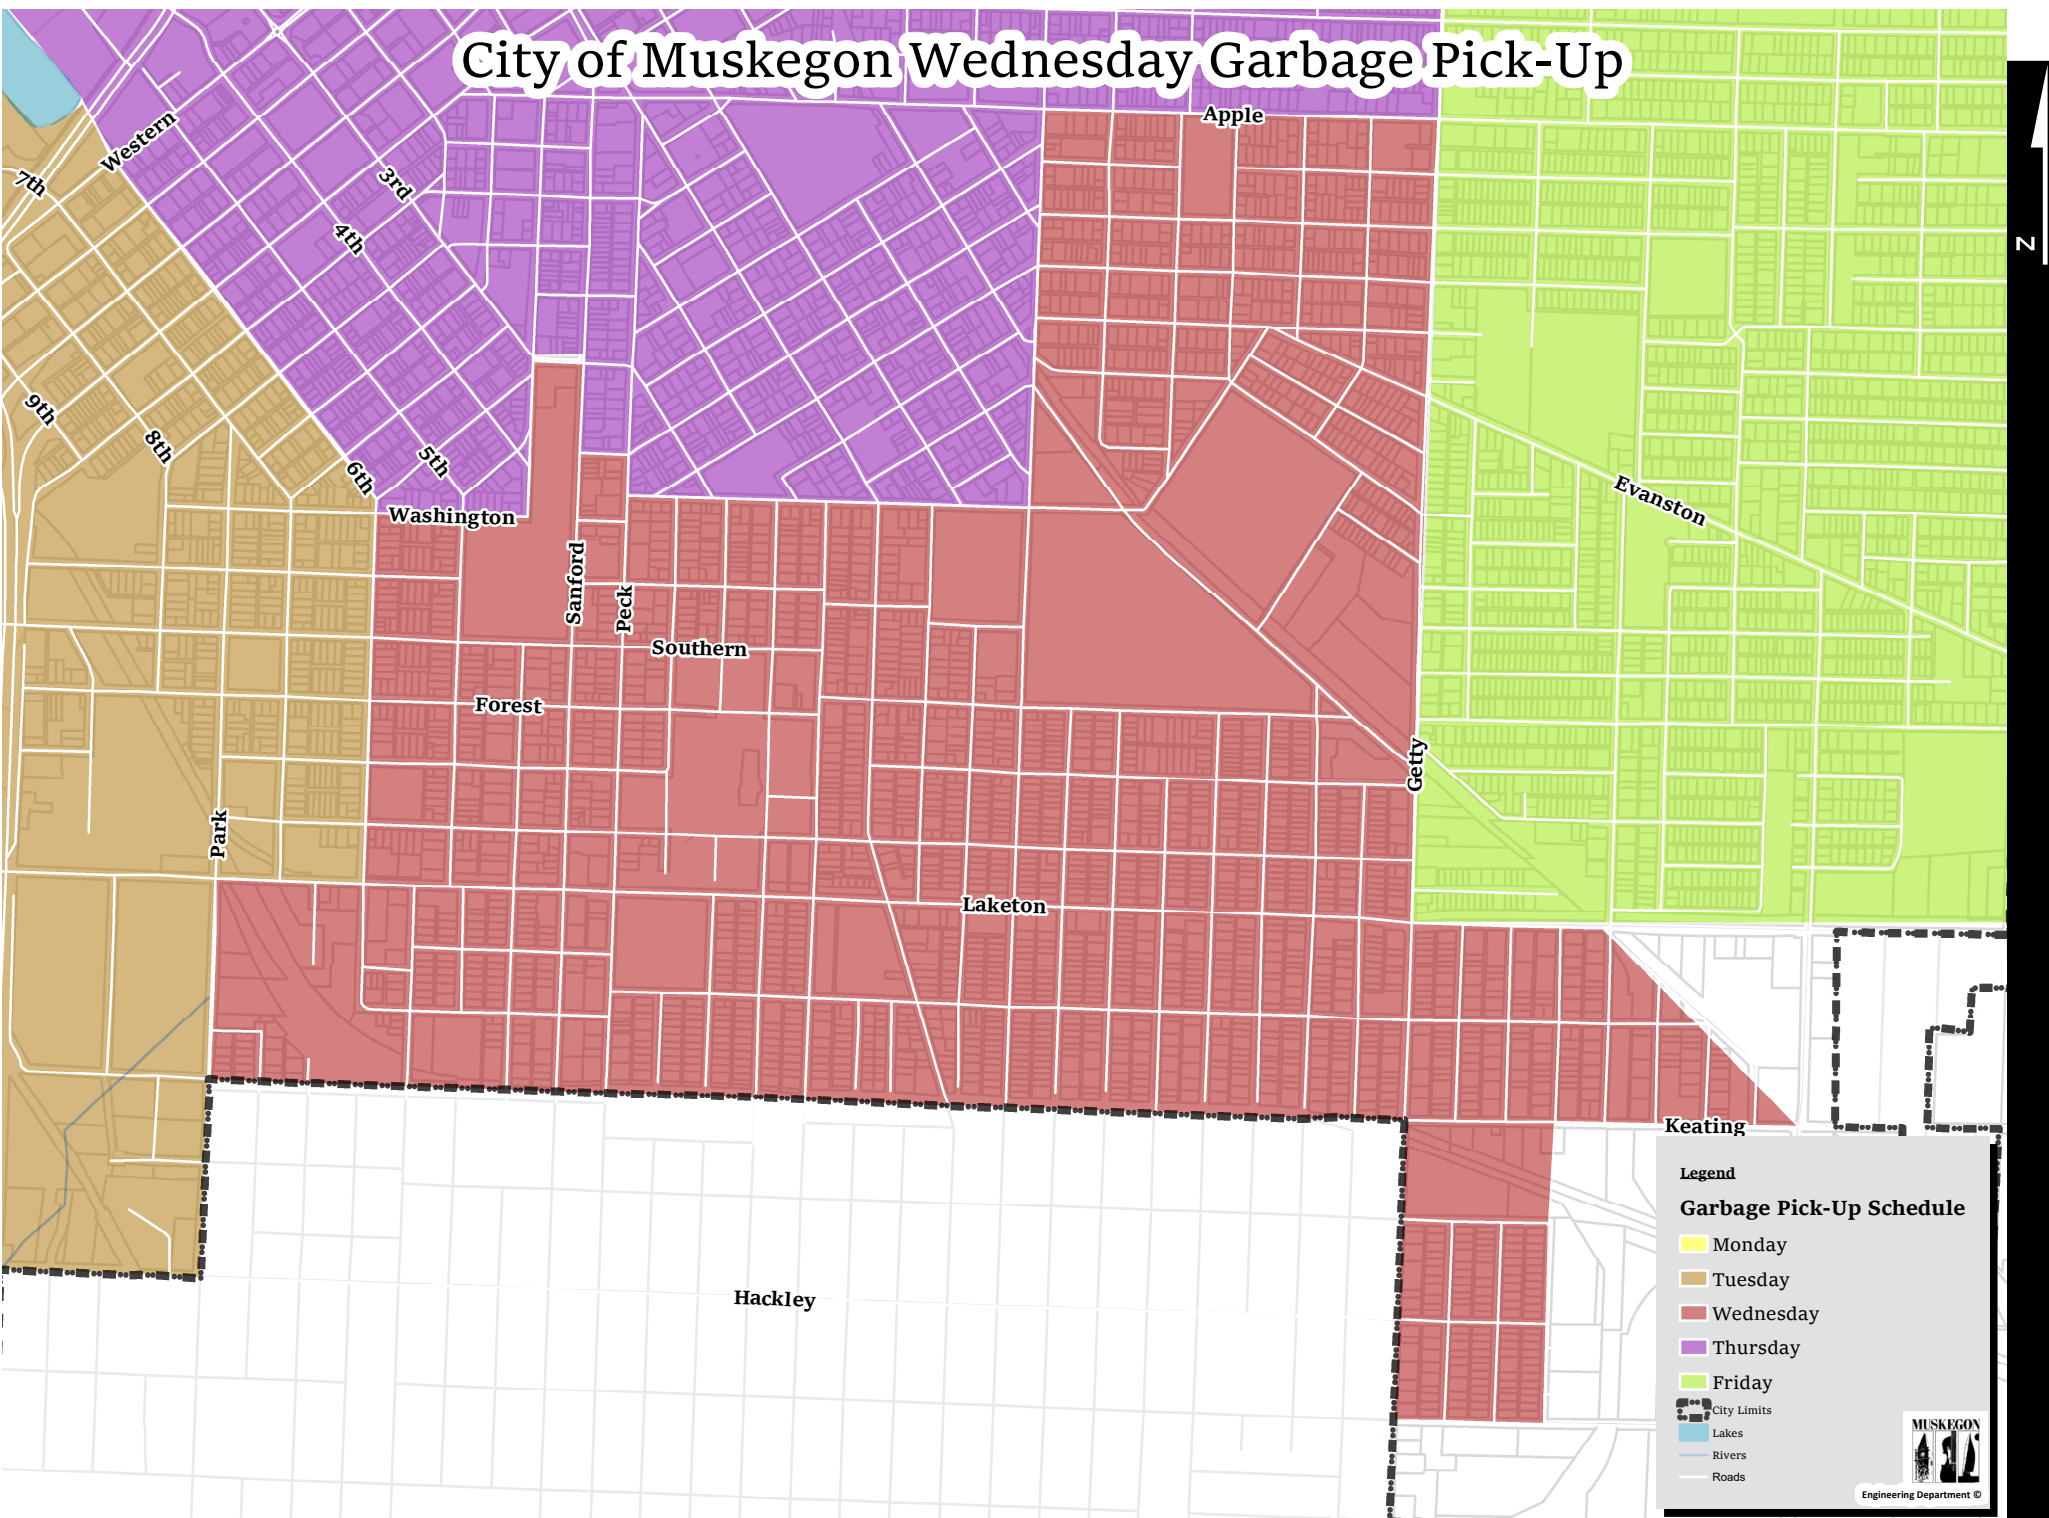 City of Muskegon Wednesday Garbage Pick-Up
Apple
Western
7th
3rd
4th
9th
8th
6th
5th
Evanston
Washington
Sanford
Peck
Southern
Forest
Getty
Park
Laketon
Keating
Hackley
N
Legend
Garbage Pick-Up Schedule
Monday
Tuesday
Wednesday
Thursday
Friday
City Limits
Lakes
Rivers
Roads
MUSKEGON
Engineering Department ©